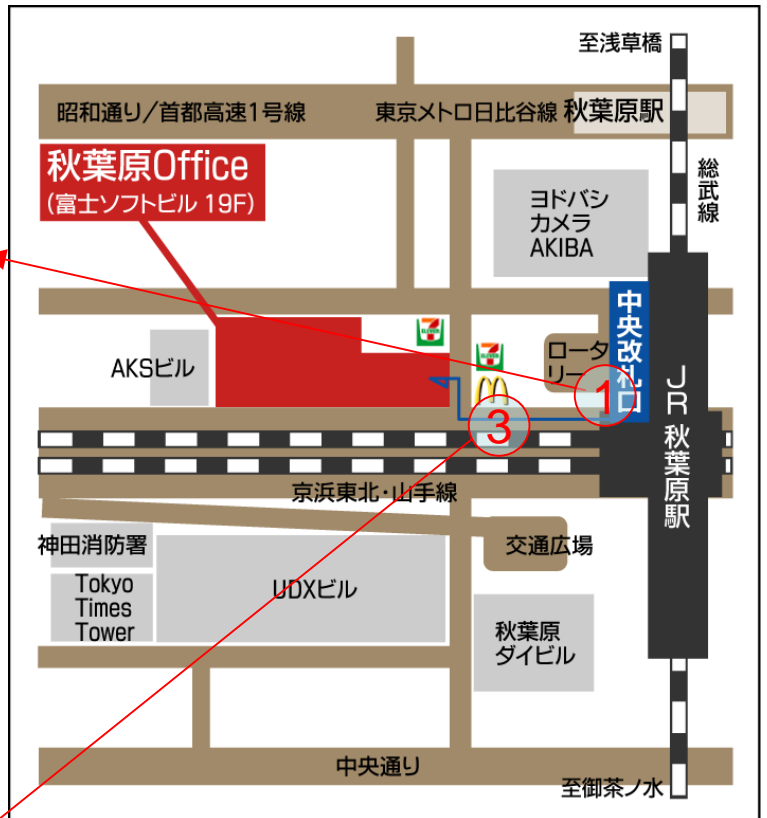 至浅草橋
昭和通り/首都高速1号線
東京メトロ日比谷線 秋葉原駅
秋葉原Office
(富士ソフトビル 19F)
総武線
ヨドバシ
カメラ
AKIBA
中央改札口
7
ELEVEN
7
ELEVEN
ロータ
リー
AKSビル
1
3
JR秋葉原駅
京浜東北・山手線
神田消防署
交通広場
Tokyo
Times
Tower
UDXビル
秋葉原
ダイビル
中央通り
至御茶ノ水